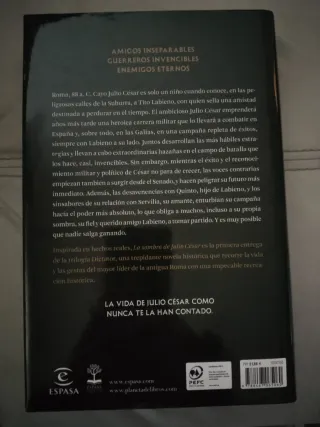 AMIGOS INSEPARABLES
GUERREROS INVENCIBLES
ENEMIGOS ETERNOS
Roma, 88 a. C. Cayo Julio César es solo un niño cuando conoce, en las pe-
ligrosas calles de la Suburra, a Tito Labieno, con quien sella una amistad
destinada a perdurar en el tiempo. El ambicioso Julio César emprenderá
años más tarde una heroica carrera militar que lo llevará a combatir en
España y, sobre todo, en las Galias, en una campaña repleta de éxitos,
siempre con Labieno a su lado. Juntos desarrollan las más hábiles estra-
tegias y llevan a cabo extraordinarias hazañas en el campo de batalla que
los hace, casi, invencibles. Sin embargo, mientras el éxito y el reconoci-
miento militar y político de César no para de crecer, las voces contrarias
empiezan también a surgir desde el Senado, y hacen peligrar su futuro más
inmediato. Además, las desavenencias con Quinto, hijo de Labieno, y los
sinsabores de su relación con Servilia, su amante, enturbian su campaña
hacia el poder más absoluto, lo que obliga a muchos, incluso a su propia
sombra, su fiel y querido amigo Labieno, a tomar partido. Y es muy posible
que nadie salga ganando.
Inspirada en hechos reales, La sombra de Julio César es la primera entrega
de la trilogía Dictator, una trepidante novela histórica que recorre la vida
y las gestas del mayor líder de la antigua Roma con una impecable recrea-
ción histórica.
LA VIDA DE JULIO CÉSAR COMO
NUNCA TE LA HAN CONTADO.
ESPASA
www.espasa.com
www.planetadelibros.com
PEFC